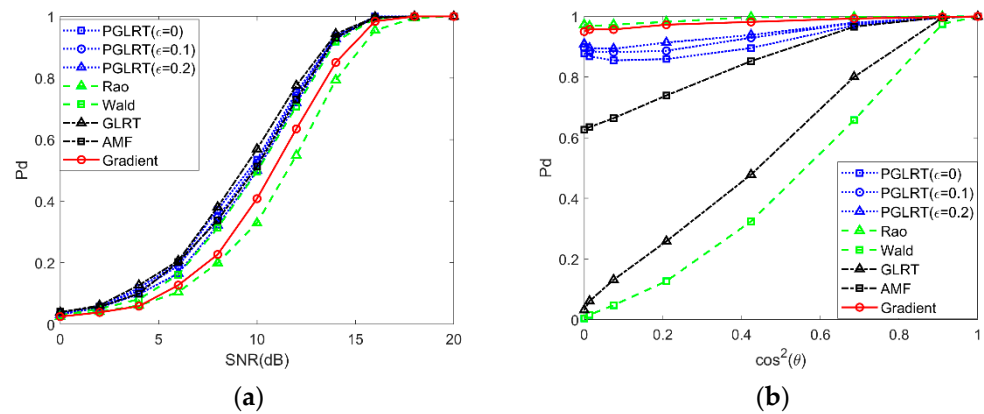 PGLRT(ϵ=0)
PGLRT(ϵ=0.1)
PGLRT(ϵ=0.2)
Rao
Wald
GLRT
AMF
Gradient
Pd
1
0.8
0.6
0.4
0.2
0
0 5 10 15 20
SNR(dB)
(a)
Pd
1
0.8
0.6
0.4
0.2
0
PGLRT(ϵ=0)
PGLRT(ϵ=0.1)
PGLRT(ϵ=0.2)
Rao
Wald
GLRT
AMF
Gradient
0 0.2 0.4 0.6 0.8 1
cos²(θ)
(b)